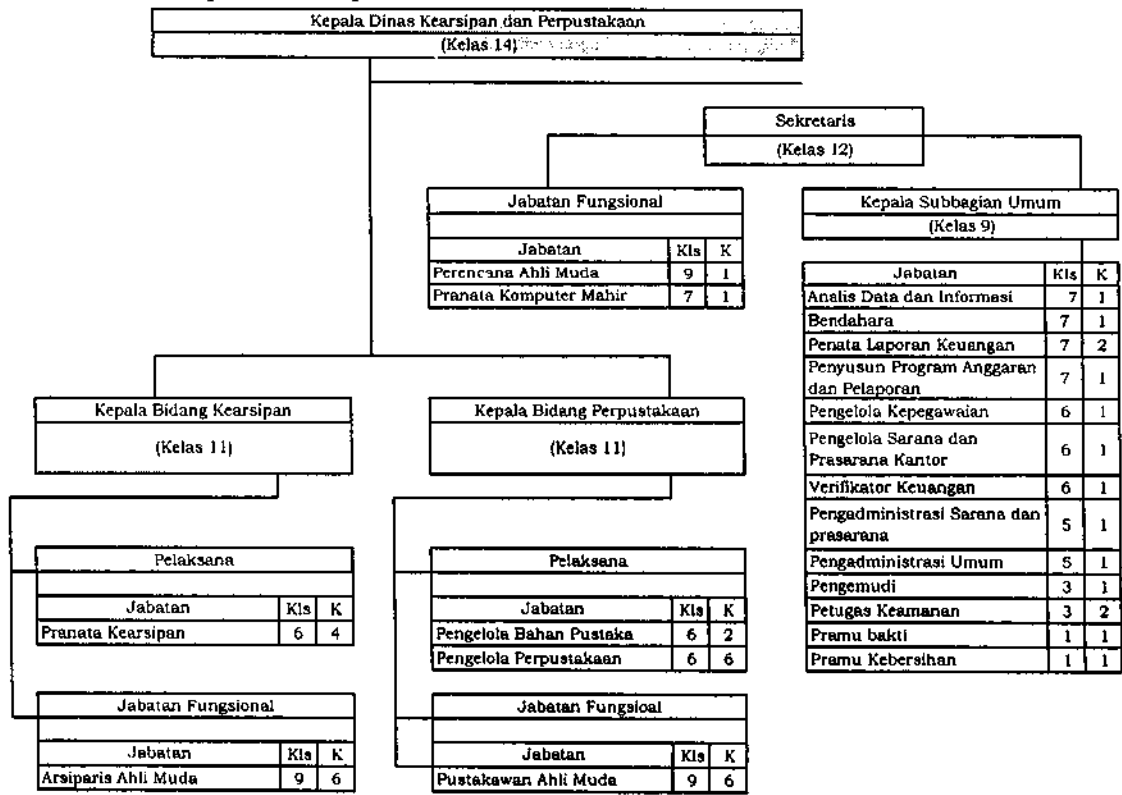 Kepala Dinas Kearsipan dan Perpustakaan
(Kelas 14)
Sekretaris
(Kelas 12)
Jabatan Fungsional
Jabatan Kls K
Perencana Ahli Muda 9 1
Pranata Komputer Mahir 7 1
Kepala Subbagian Umum
(Kelas 9)
Jabatan Kls K
Analis Data dan Informasi 7 1
Bendahara 7 1
Penata Laporan Keuangan 7 2
Penyusun Program Anggaran
dan Pelaporan 7 1
Pengelola Kepegawaian 6 1
Pengelola Sarana dan
Prasarana Kantor 6 1
Verifikator Keuangan 6 1
Pengadministrasi Sarana dan
prasarana 5 1
Pengadministrasi Umum 5 1
Pengemudi 3 1
Petugas Keamanan 3 2
Pramu bakti 1 1
Pramu Kebersihan 1 1
Kepala Bidang Kearsipan
(Kelas 11)
Pelaksana
Jabatan Kls K
Pranata Kearsipan 6 4
Jabatan Fungsional
Jabatan Kls K
Arsiparis Ahli Muda 9 6
Kepala Bidang Perpustakaan
(Kelas 11)
Pelaksana
Jabatan Kls K
Pengelola Bahan Pustaka 6 2
Pengelola Perpustakaan 6 6
Jabatan Fungsioal
Jabatan Kls K
Pustakawan Ahli Muda 9 6